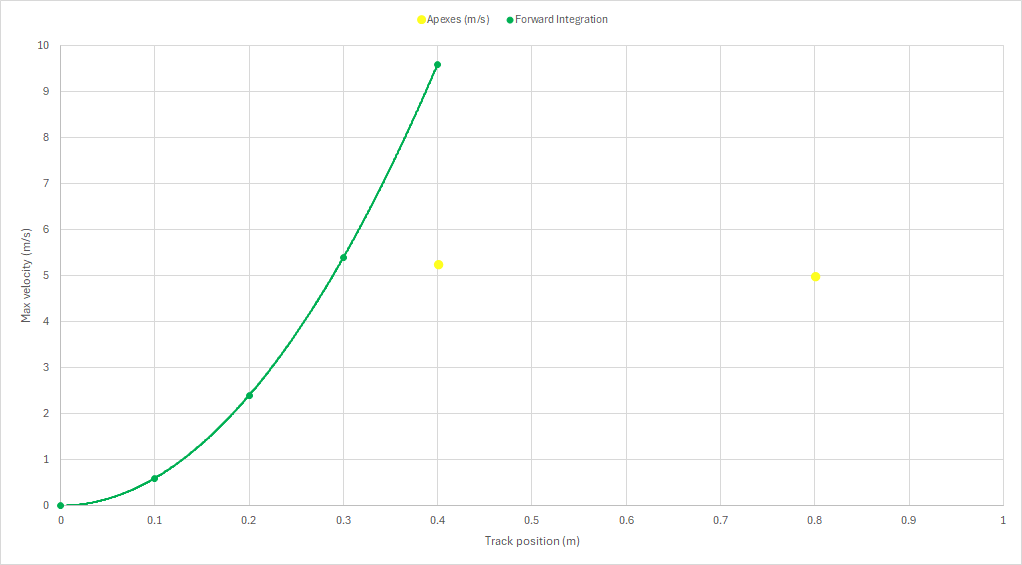 Apexes (m/s) Forward Integration
10
9
8
7
6
5
4
3
2
1
0
Max velocity (m/s)
0 0.1 0.2 0.3 0.4 0.5 0.6 0.7 0.8 0.9 1
Track position (m)